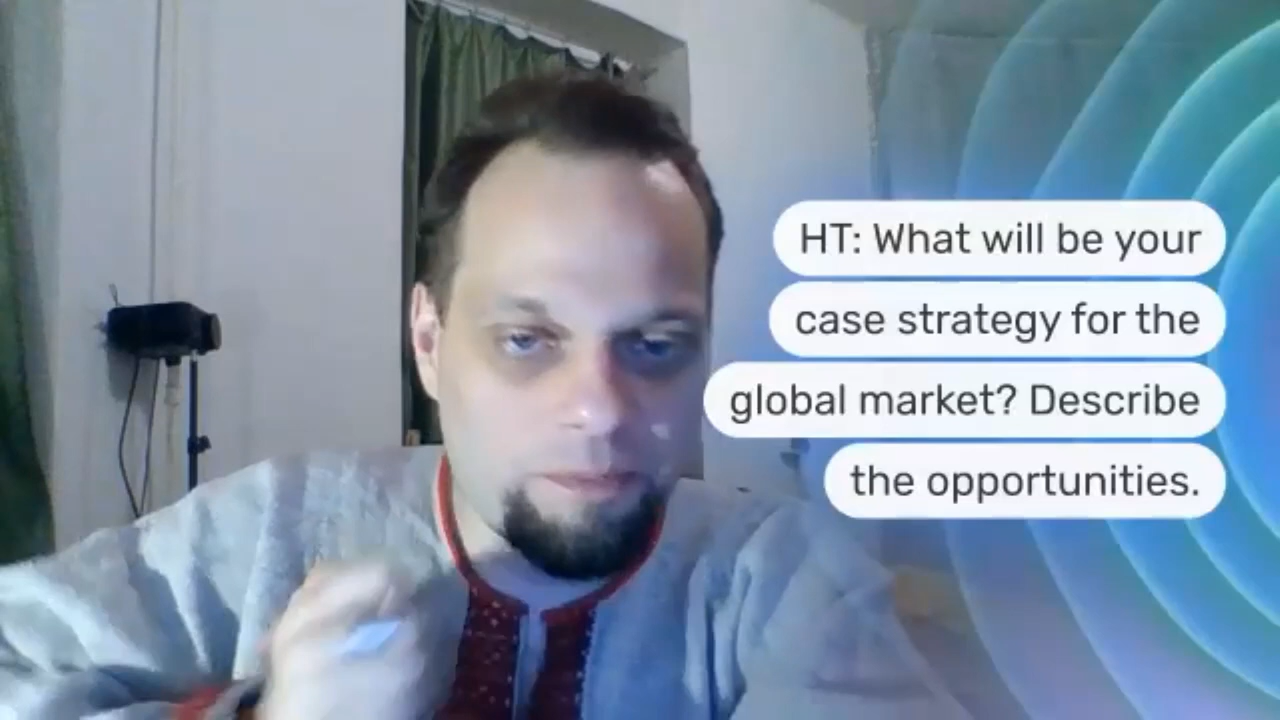 HT: What will be your
case strategy for the
global market? Describe
the opportunities.